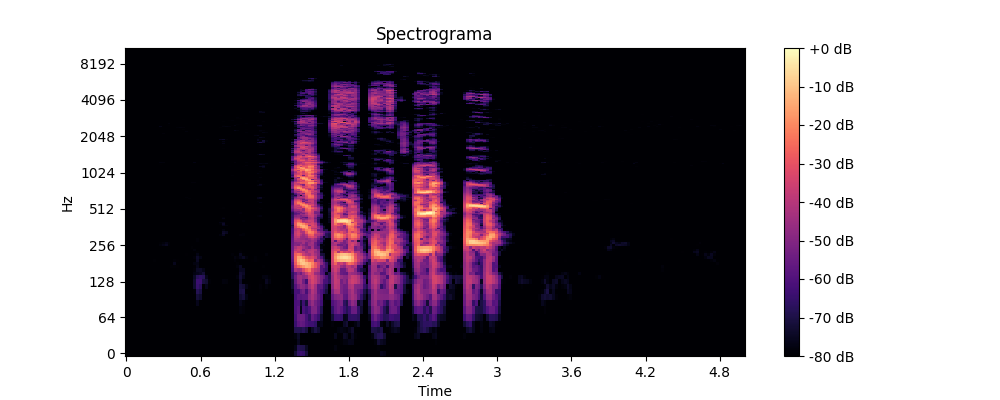 Spectrograma
8192
4096
2048
1024
512
256
128
64
0
Hz
0 0.6 1.2 1.8 2.4 3 3.6 4.2 4.8
Time
+0 dB
-10 dB
-20 dB
-30 dB
-40 dB
-50 dB
-60 dB
-70 dB
-80 dB